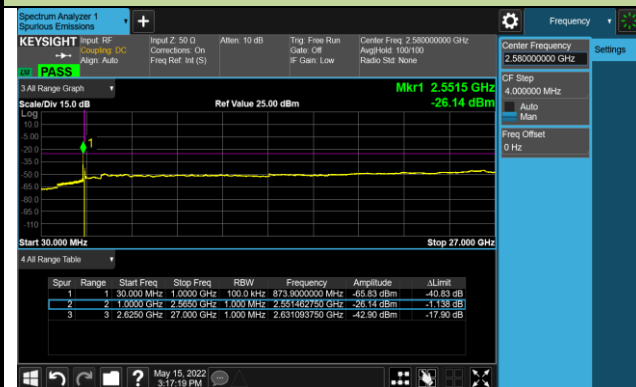 Spectrum Analyzer 1
Spurious Emissions
Frequency
KEYSIGHT
Input: RF
Coupling: DC
Align: Auto
Input Z: 50 Ω
Corrections: On
Freq Ref: Int (S)
Atten: 10 dB
Trig: Free Run
Gate: Off
IF Gain: Low
Center Freq: 2.580000000 GHz
Avg|Hold: 100/100
Radio Std: None
PASS
Center Frequency
2.580000000 GHz
Settings
CF Step
4.000000 MHz
Auto
Man
Freq Offset
0 Hz
3 All Range Graph
Mkr1 2.5515 GHz
Scale/Div 15.0 dB
Ref Value 25.00 dBm
-26.14 dBm
Log
10.0
-5.00
-20.0
-35.0
-50.0
-65.0
-80.0
-95.0
-110
1
Start 30.000 MHz
Stop 27.000 GHz
4 All Range Table
Spur Range Start Freq Stop Freq RBW Frequency Amplitude ΔLimit
1 1 30.000 MHz 1.0000 GHz 100.0 kHz 873.9000000 MHz -65.83 dBm -40.83 dB
2 2 1.0000 GHz 2.5650 GHz 1.000 MHz 2.551462750 GHz -26.14 dBm -1.138 dB
3 3 2.6250 GHz 27.000 GHz 1.000 MHz 2.631093750 GHz -42.90 dBm -17.90 dB
May 15, 2022
3:17:19 PM